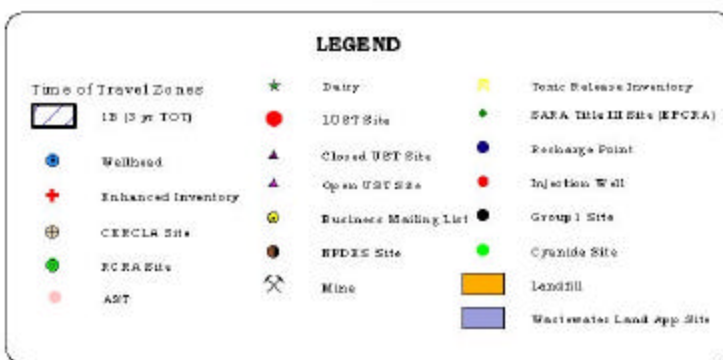 LEGEND
Time of Travel Zones
1B (3 yr TOT)
Wellhead
Enhanced Inventory
CERCLA Site
RCRA Site
AST
Dairy
LUST Site
Closed UST Site
Open UST Site
Business Mailing List
NPDES Site
Mine
Toxic Release Inventory
SARA Title III Site (EPCRA)
Recharge Point
Injection Well
Group 1 Site
Cyanide Site
Landfill
Wastewater Land App Site